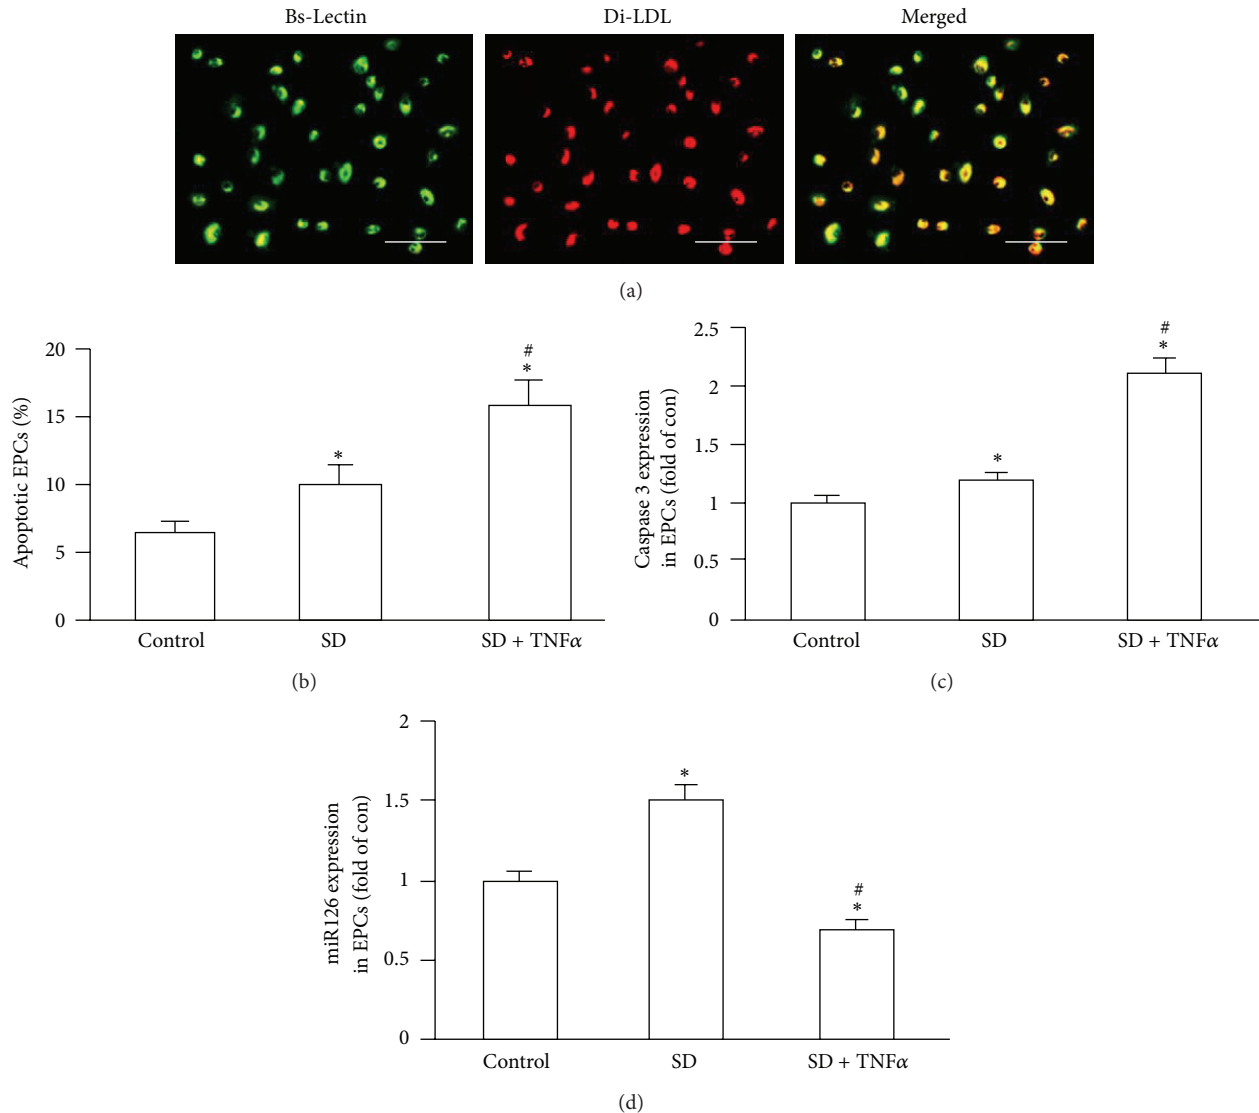 Bs-Lectin
Di-LDL
Merged
(a)
20
15
10
5
0
Apoptotic EPCs (%)
*
#
*
Control
SD
SD + TNFα
(b)
2.5
2
1.5
1
0.5
0
Caspase 3 expression
in EPCs (fold of con)
*
#
*
Control
SD
SD + TNFα
(c)
2
1.5
1
0.5
0
miR126 expression
in EPCs (fold of con)
*
#
*
Control
SD
SD + TNFα
(d)